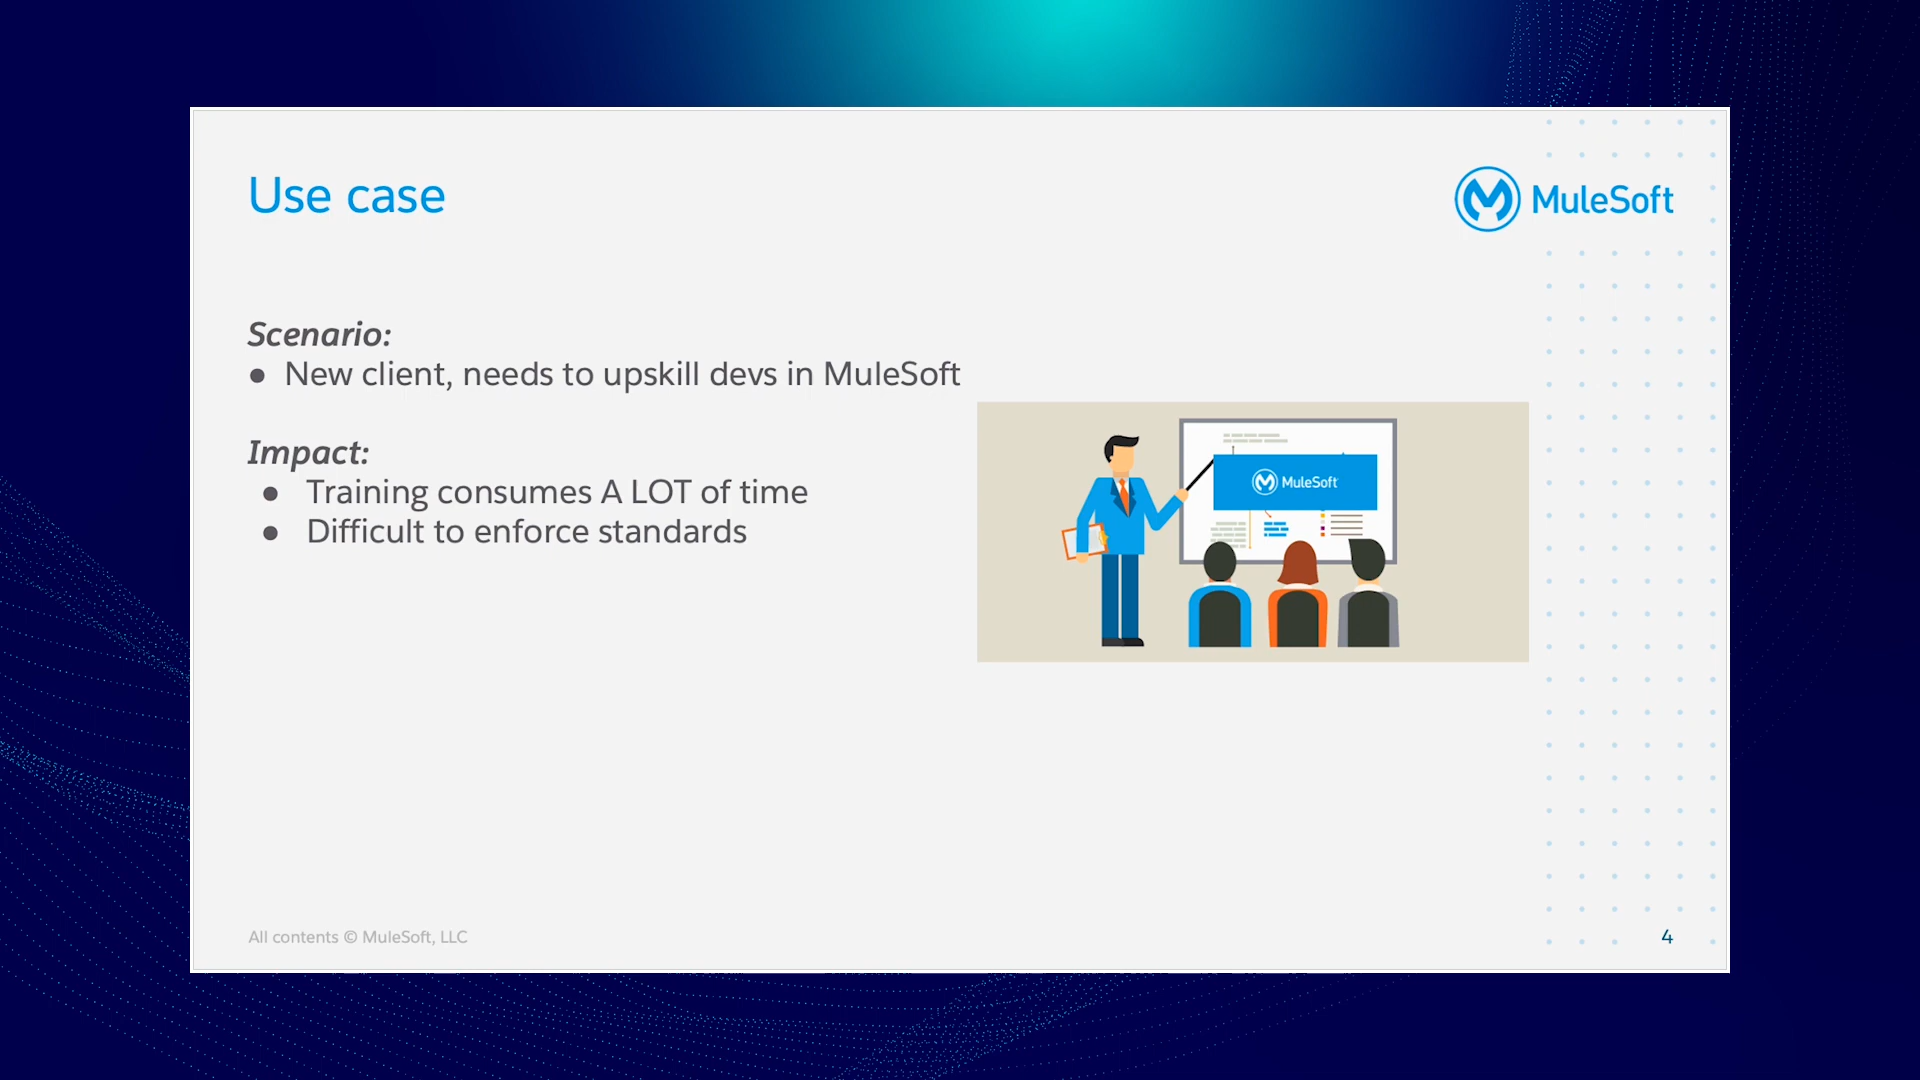 Use case
MuleSoft
Scenario:
● New client, needs to upskill devs in MuleSoft
Impact:
● Training consumes A LOT of time
● Difficult to enforce standards
MuleSoft
All contents © MuleSoft, LLC
4